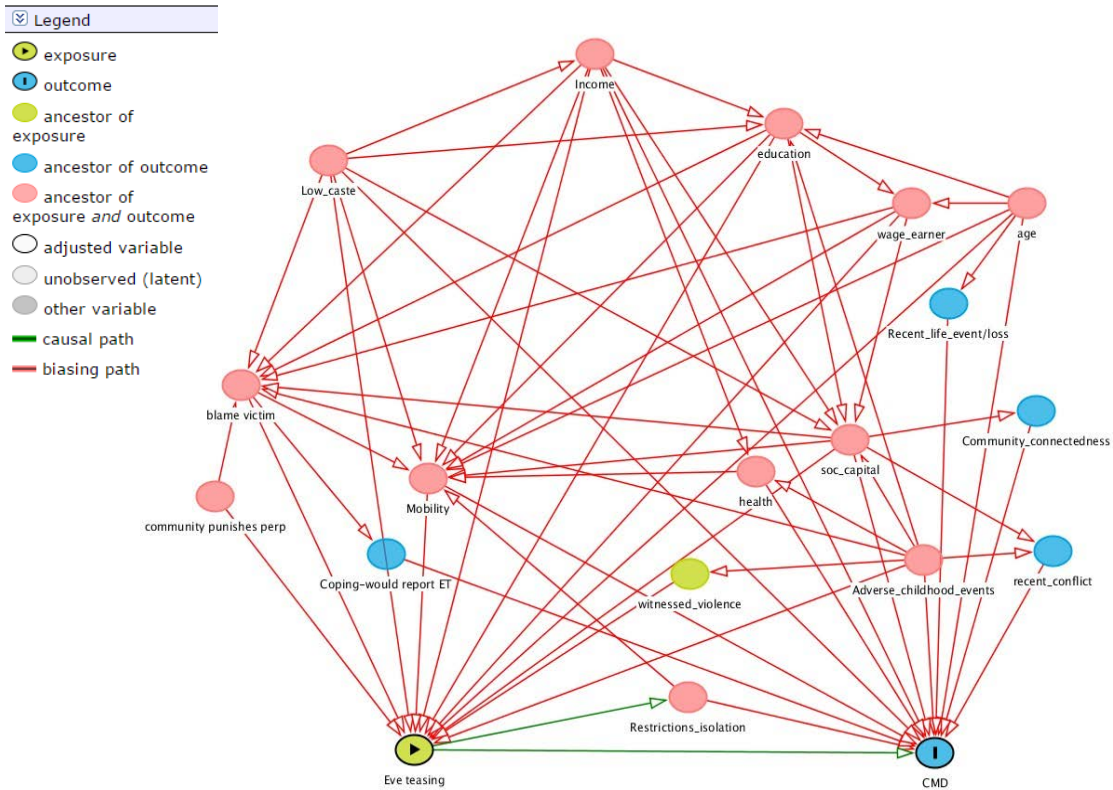 Legend
exposure
outcome
ancestor of
exposure
ancestor of outcome
ancestor of
exposure and outcome
adjusted variable
unobserved (latent)
other variable
causal path
biasing path
Income
education
Low_caste
wage_earner
age
Recent_life_event/loss
blame victim
Community_connectedness
soc_capital
health
Mobility
community punishes perp
Coping-would report ET
recent_conflict
Adverse_childhood_events
witnessed_violence
Restrictions_isolation
Eve teasing
CMD